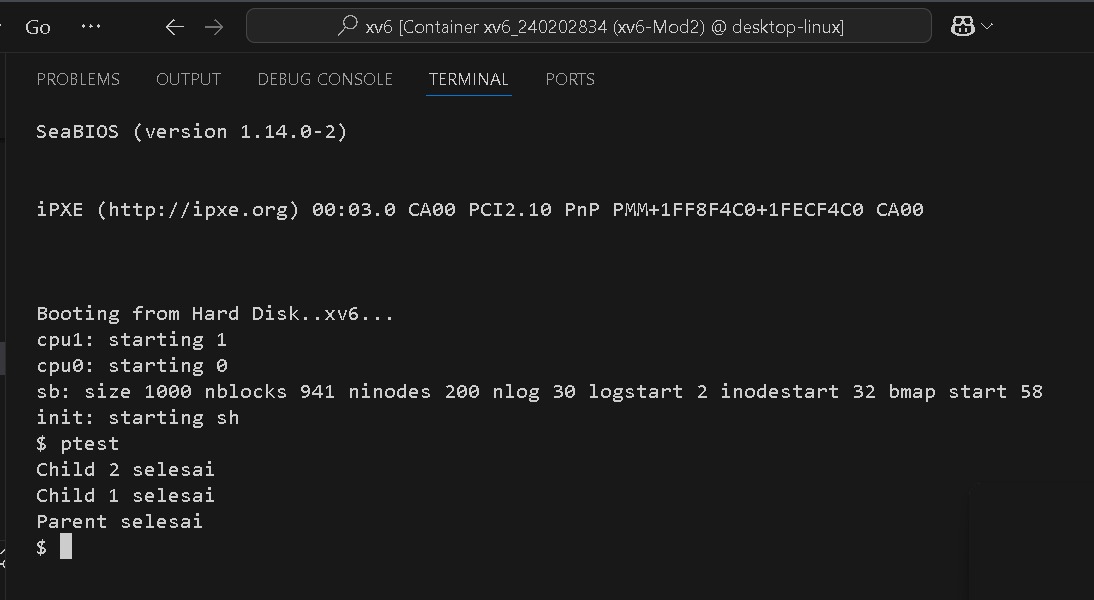 Go ··· xv6 [Container xv6_240202834 (xv6-Mod2) @ desktop-linux]
PROBLEMS OUTPUT DEBUG CONSOLE TERMINAL PORTS
SeaBIOS (version 1.14.0-2)
iPXE (http://ipxe.org) 00:03.0 CA00 PCI2.10 PnP PMM+1FF8F4C0+1FECF4C0 CA00
Booting from Hard Disk..xv6...
cpu1: starting 1
cpu0: starting 0
sb: size 1000 nblocks 941 ninodes 200 nlog 30 logstart 2 inodestart 32 bmap start 58
init: starting sh
$ ptest
Child 2 selesai
Child 1 selesai
Parent selesai
$